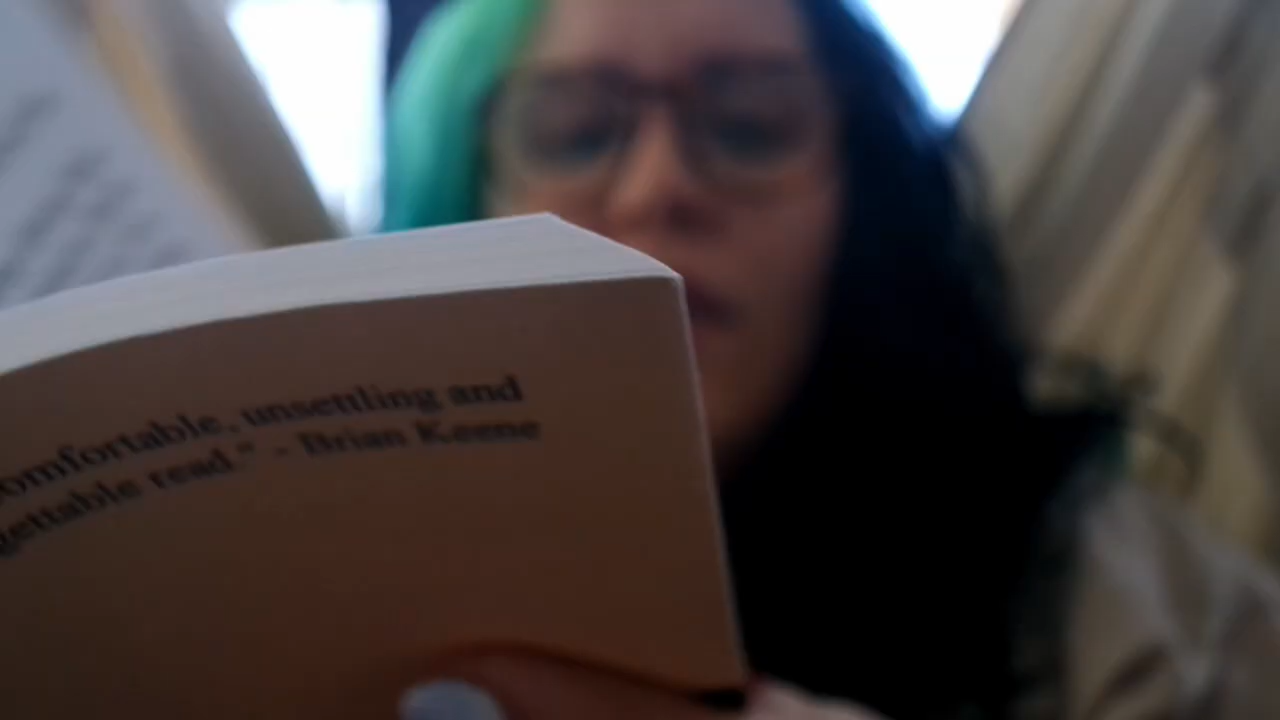 omfortable, unsettling and
gettable read." - Brian Keene